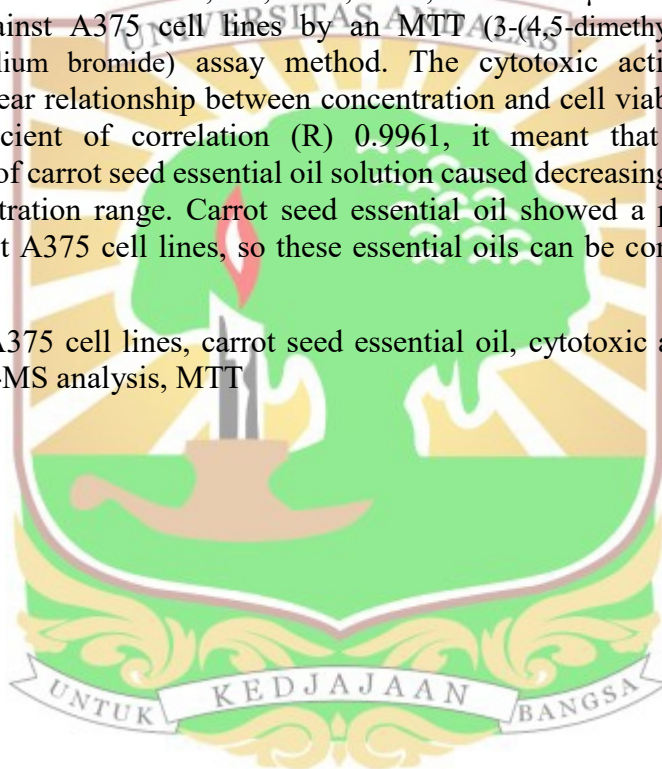 UNIVERSITAS ANDALAS
ainst A375 cell lines by an MTT (3-(4,5-dimethy
lium bromide) assay method. The cytotoxic acti
ear relationship between concentration and cell viab
cient of correlation (R) 0.9961, it meant that
of carrot seed essential oil solution caused decreasing
tration range. Carrot seed essential oil showed a p
t A375 cell lines, so these essential oils can be con
A375 cell lines, carrot seed essential oil, cytotoxic a
-MS analysis, MTT
UNTUK KEDJAJAAN BANGSA